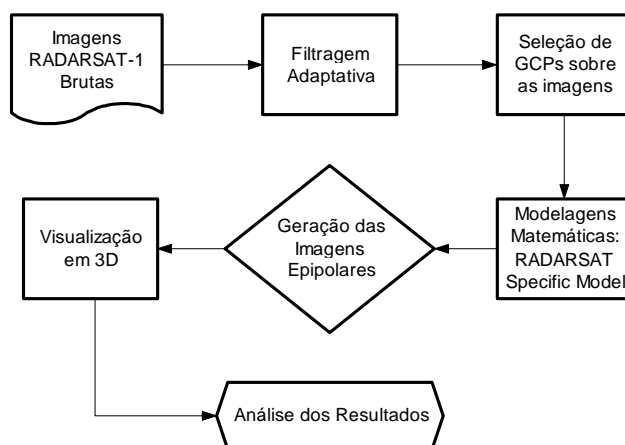 Imagens
RADARSAT-1
Brutas
Filtragem
Adaptativa
Seleção de
GCPs sobre
as imagens
Visualização
em 3D
Geração das
Imagens
Epipolares
Modelagens
Matemáticas:
RADARSAT
Specific Model
Análise dos Resultados